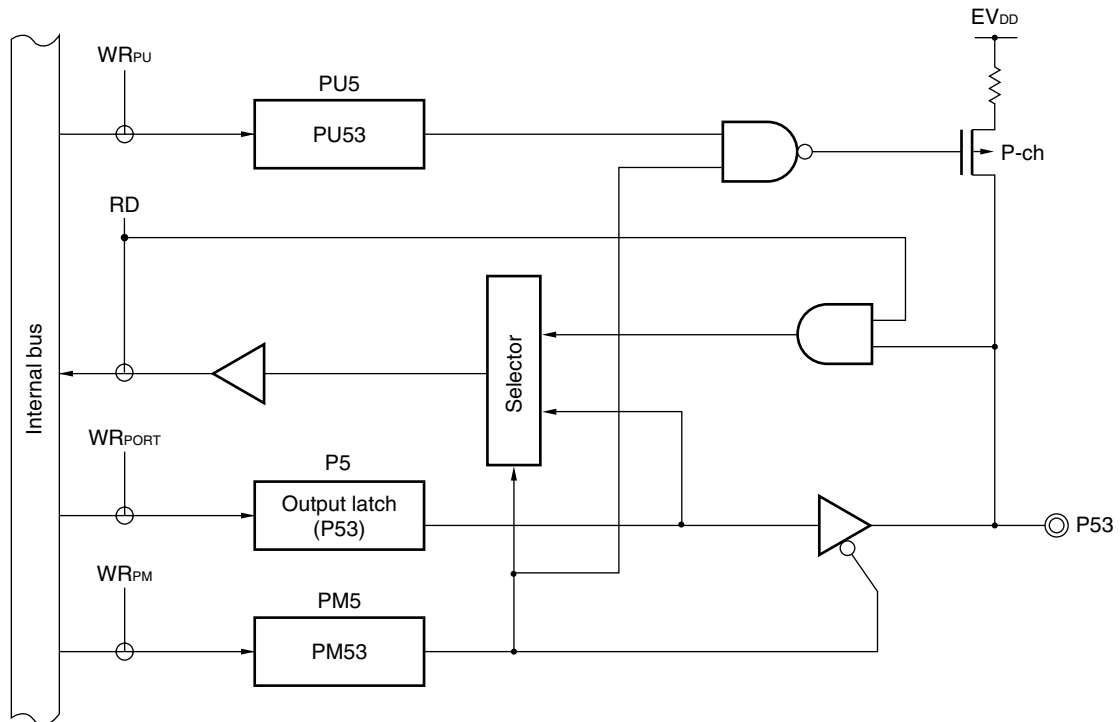 EVDD
WRPU
PU5
PU53
P-ch
RD
Internal bus
Selector
WRPORT
P5
Output latch
(P53)
P53
WRPM
PM5
PM53